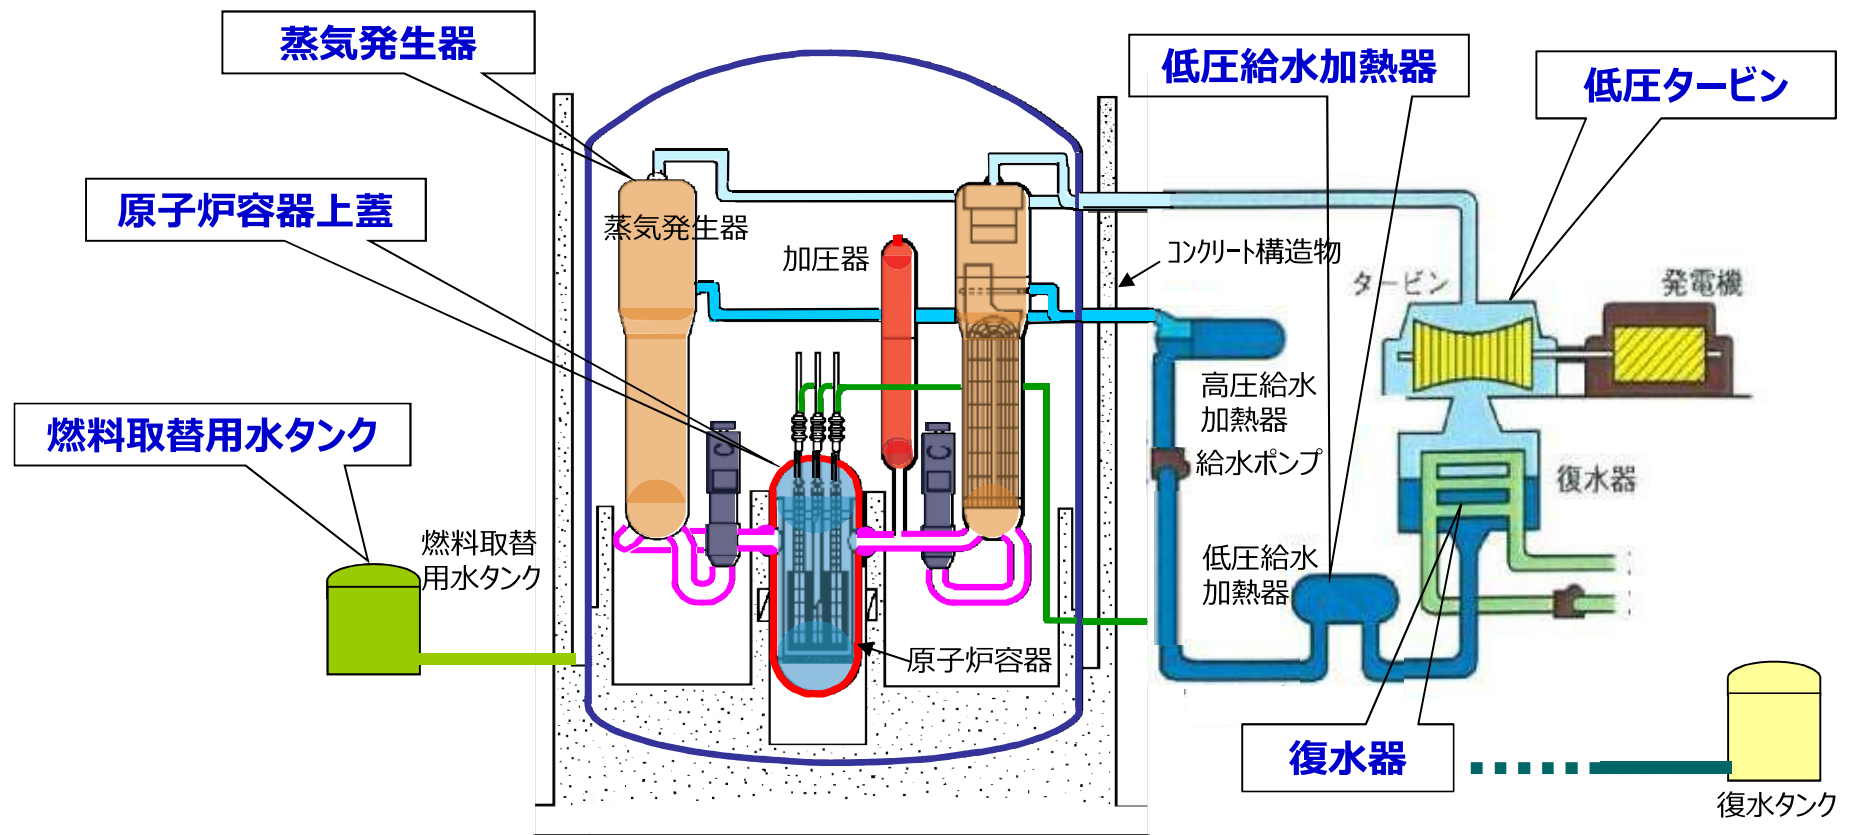 蒸気発生器
低圧給水加熱器
低圧タービン
原子炉容器上蓋
蒸気発生器
加圧器
コンクリート構造物
タービン
発電機
高圧給水
加熱器
燃料取替用水タンク
給水ポンプ
復水器
C
C
燃料取替
用水タンク
低圧給水
加熱器
原子炉容器
復水器
復水タンク